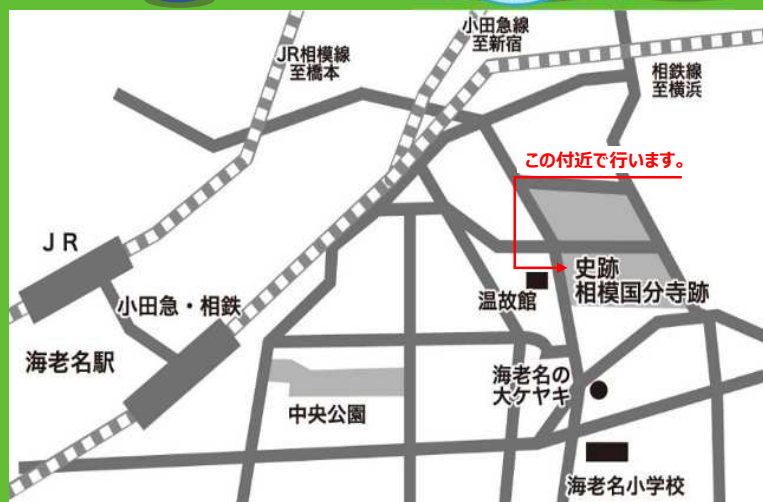 小田急線
至新宿
JR相模線
至橋本
相鉄線
至横浜
この付近で行います。
JR
史跡
相模国分寺跡
温故館
小田急・相鉄
海老名駅
海老名の
大ケヤキ
中央公園
海老名小学校